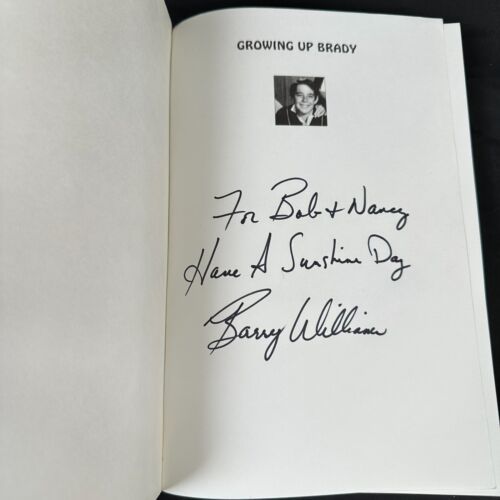 GROWING UP BRADY
For Bob & Nancy
Have A Sunshine Day
Barry Williams